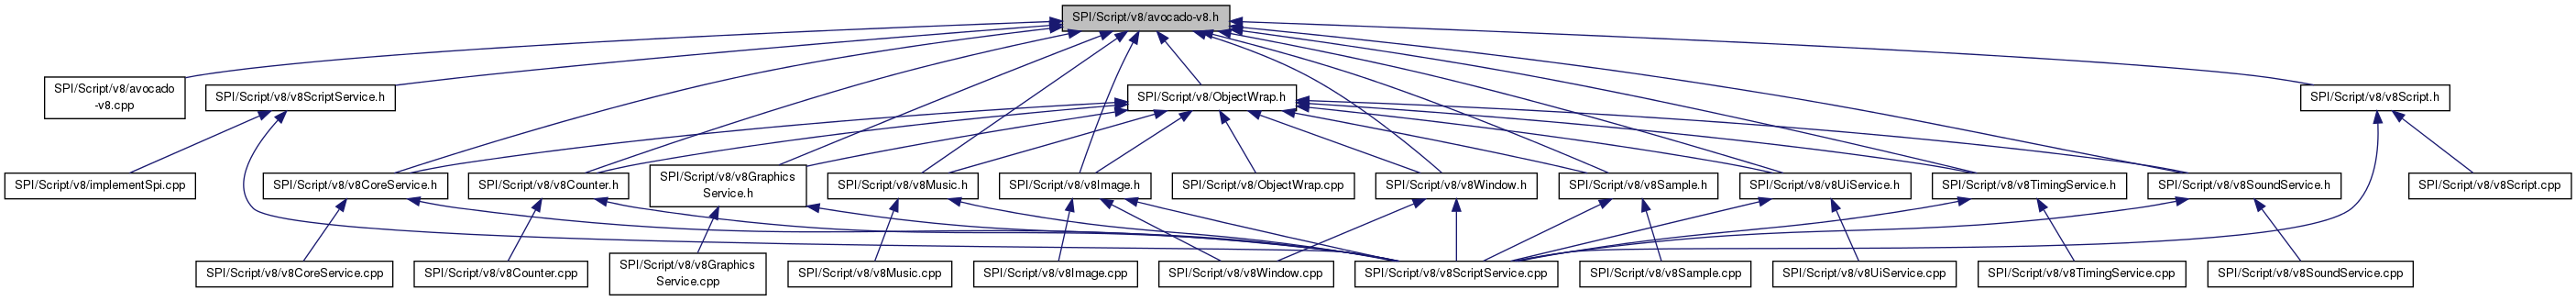 SPI/Script/v8/avocado-v8.h
SPI/Script/v8/avocado
-v8.cpp
SPI/Script/v8/v8ScriptService.h
SPI/Script/v8/ObjectWrap.h
SPI/Script/v8/v8Script.h
SPI/Script/v8/implementSpi.cpp
SPI/Script/v8/v8CoreService.h
SPI/Script/v8/v8Counter.h
SPI/Script/v8/v8Graphics
Service.h
SPI/Script/v8/v8Music.h
SPI/Script/v8/v8Image.h
SPI/Script/v8/ObjectWrap.cpp
SPI/Script/v8/v8Window.h
SPI/Script/v8/v8Sample.h
SPI/Script/v8/v8UiService.h
SPI/Script/v8/v8TimingService.h
SPI/Script/v8/v8SoundService.h
SPI/Script/v8/v8Script.cpp
SPI/Script/v8/v8CoreService.cpp
SPI/Script/v8/v8Counter.cpp
SPI/Script/v8/v8Graphics
Service.cpp
SPI/Script/v8/v8Music.cpp
SPI/Script/v8/v8Image.cpp
SPI/Script/v8/v8Window.cpp
SPI/Script/v8/v8ScriptService.cpp
SPI/Script/v8/v8Sample.cpp
SPI/Script/v8/v8UiService.cpp
SPI/Script/v8/v8TimingService.cpp
SPI/Script/v8/v8SoundService.cpp